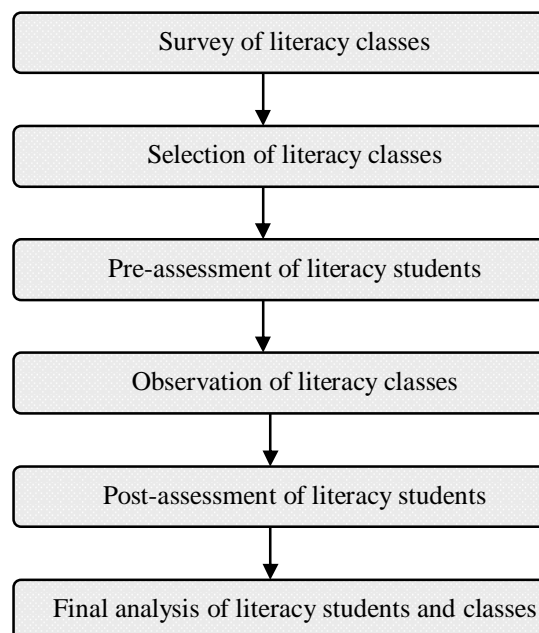 Survey of literacy classes
Selection of literacy classes
Pre-assessment of literacy students
Observation of literacy classes
Post-assessment of literacy students
Final analysis of literacy students and classes